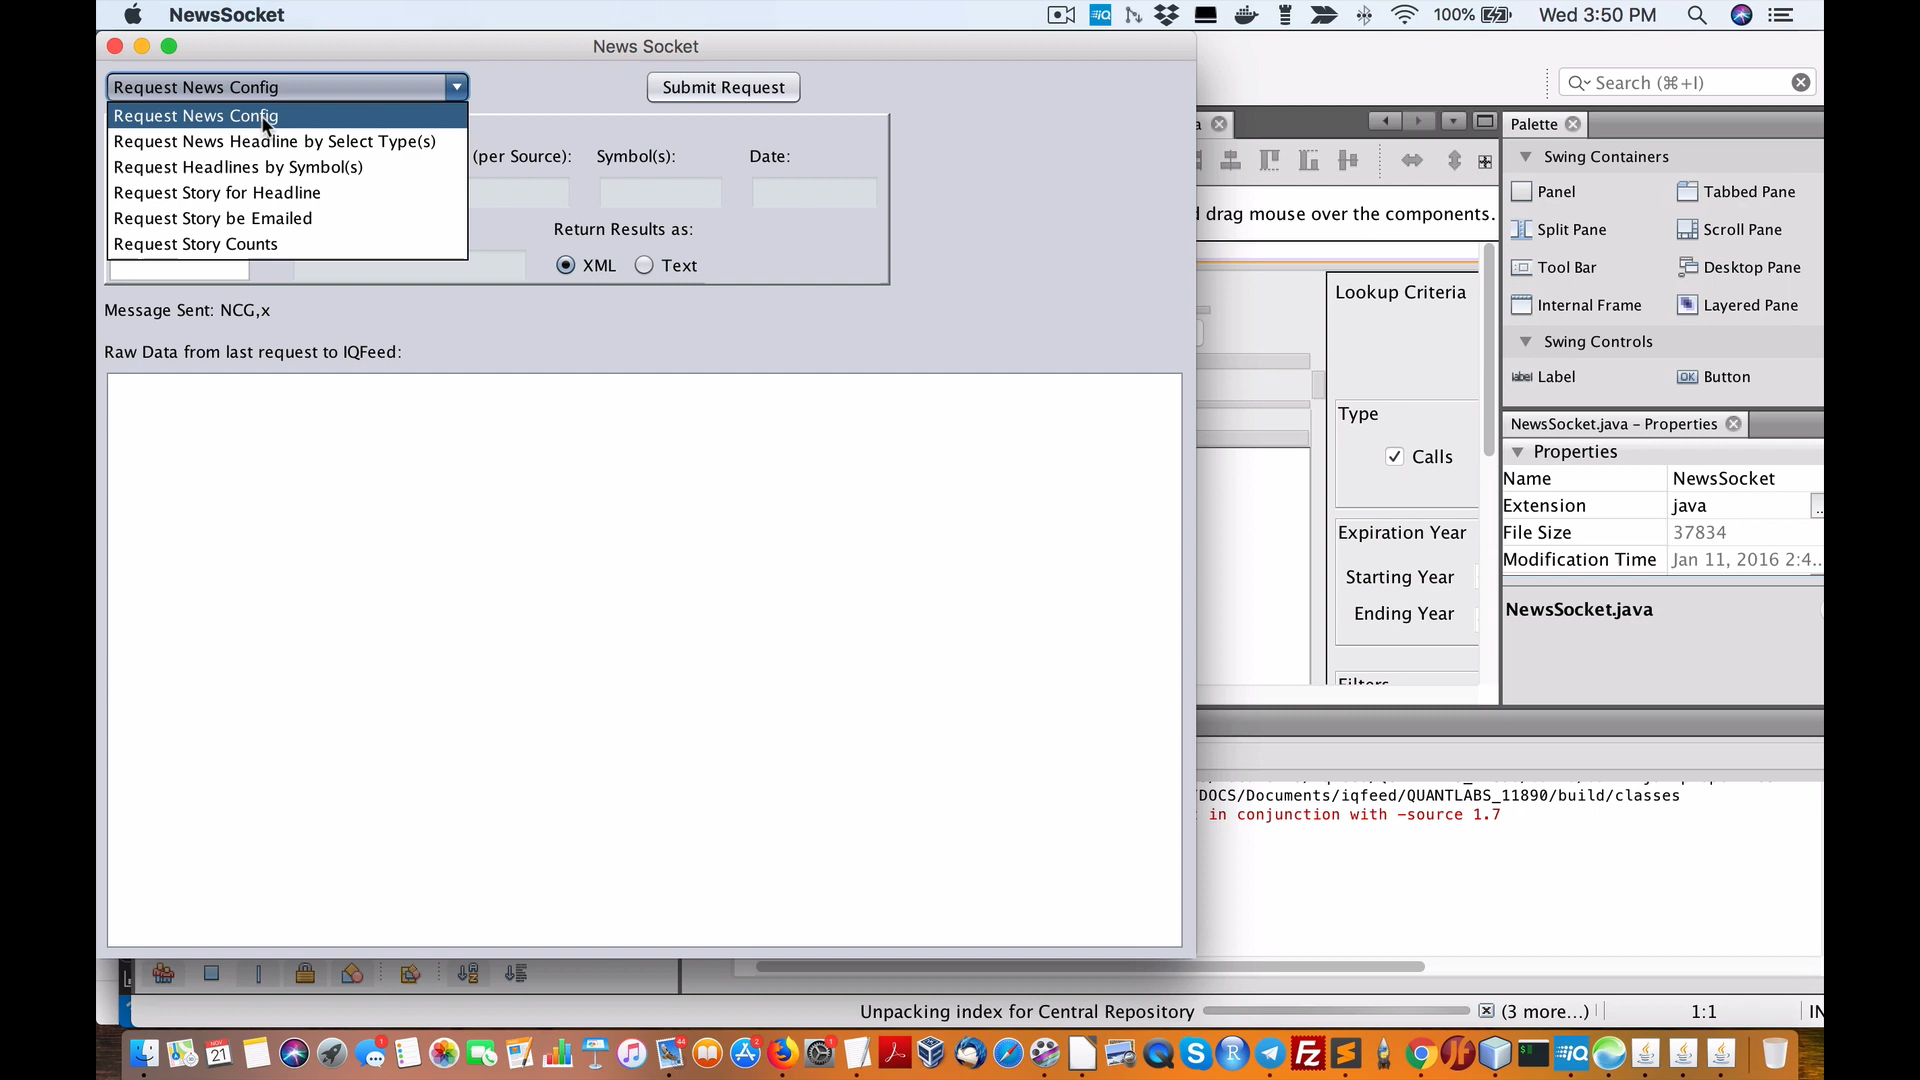 NewsSocket
100%
Wed 3:50 PM
News Socket
Request News Config
Submit Request
Search (⌘+I)
Request News Config
Request News Headline by Select Type(s)
Request Headlines by Symbol(s)
Request Story for Headline
Request Story be Emailed
Request Story Counts
(per Source):
Symbol(s):
Date:
Return Results as:
XML
Text
Message Sent: NCG,x
Raw Data from last request to IQFeed:
a
Palette
Swing Containers
Panel
Tabbed Pane
Split Pane
Scroll Pane
Tool Bar
Desktop Pane
Internal Frame
Layered Pane
Swing Controls
label
Label
OK
Button
d drag mouse over the components.
Lookup Criteria
Type
Calls
Expiration Year
Starting Year
Ending Year
Filters
NewsSocket.java - Properties
Properties
Name
NewsSocket
Extension
java
File Size
37834
Modification Time
Jan 11, 2016 2:4...
NewsSocket.java
/DOCS/Documents/iqfeed/QUANTLABS_11890/build/classes
in conjunction with -source 1.7
Unpacking index for Central Repository
(3 more...)
1:1
IN
NOV
21